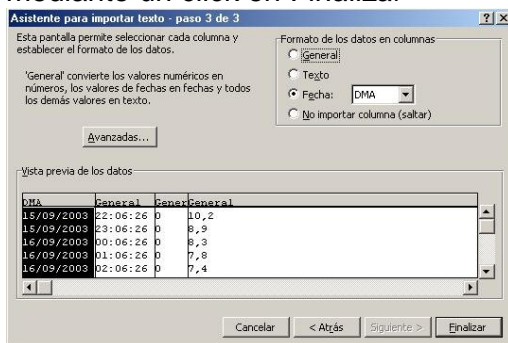 mediante un click en Finalizar
Asistente para importar texto - paso 3 de 3
Esta pantalla permite seleccionar cada columna y
establecer el formato de los datos.
'General' convierte los valores numéricos en
números, los valores de fechas en fechas y todos
los demás valores en texto.
Avanzadas...
Formato de los datos en columnas
General
Texto
Fecha: DMA
No importar columna (saltar)
Vista previa de los datos
DMA General Gener General
15/09/2003 22:06:26 0 10,2
15/09/2003 23:06:26 0 8,9
16/09/2003 00:06:26 0 8,3
16/09/2003 01:06:26 0 7,8
16/09/2003 02:06:26 0 7,4
Cancelar < Atrás Siguiente > Finalizar